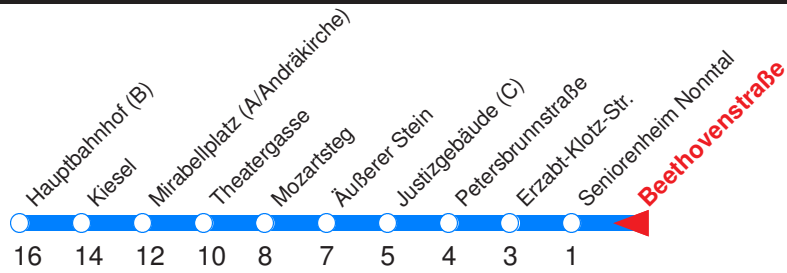 Hauptbahnhof (B)
Kiesel
Mirabellplatz (A/Andräkirche)
Theatergasse
Mozartsteg
Äußerer Stein
Justizgebäude (C)
Petersbrunnstraße
Erzabt-Klotz-Str.
Seniorenheim Nonntal
Beethovenstraße
16 14 12 10 8 7 5 4 3 1